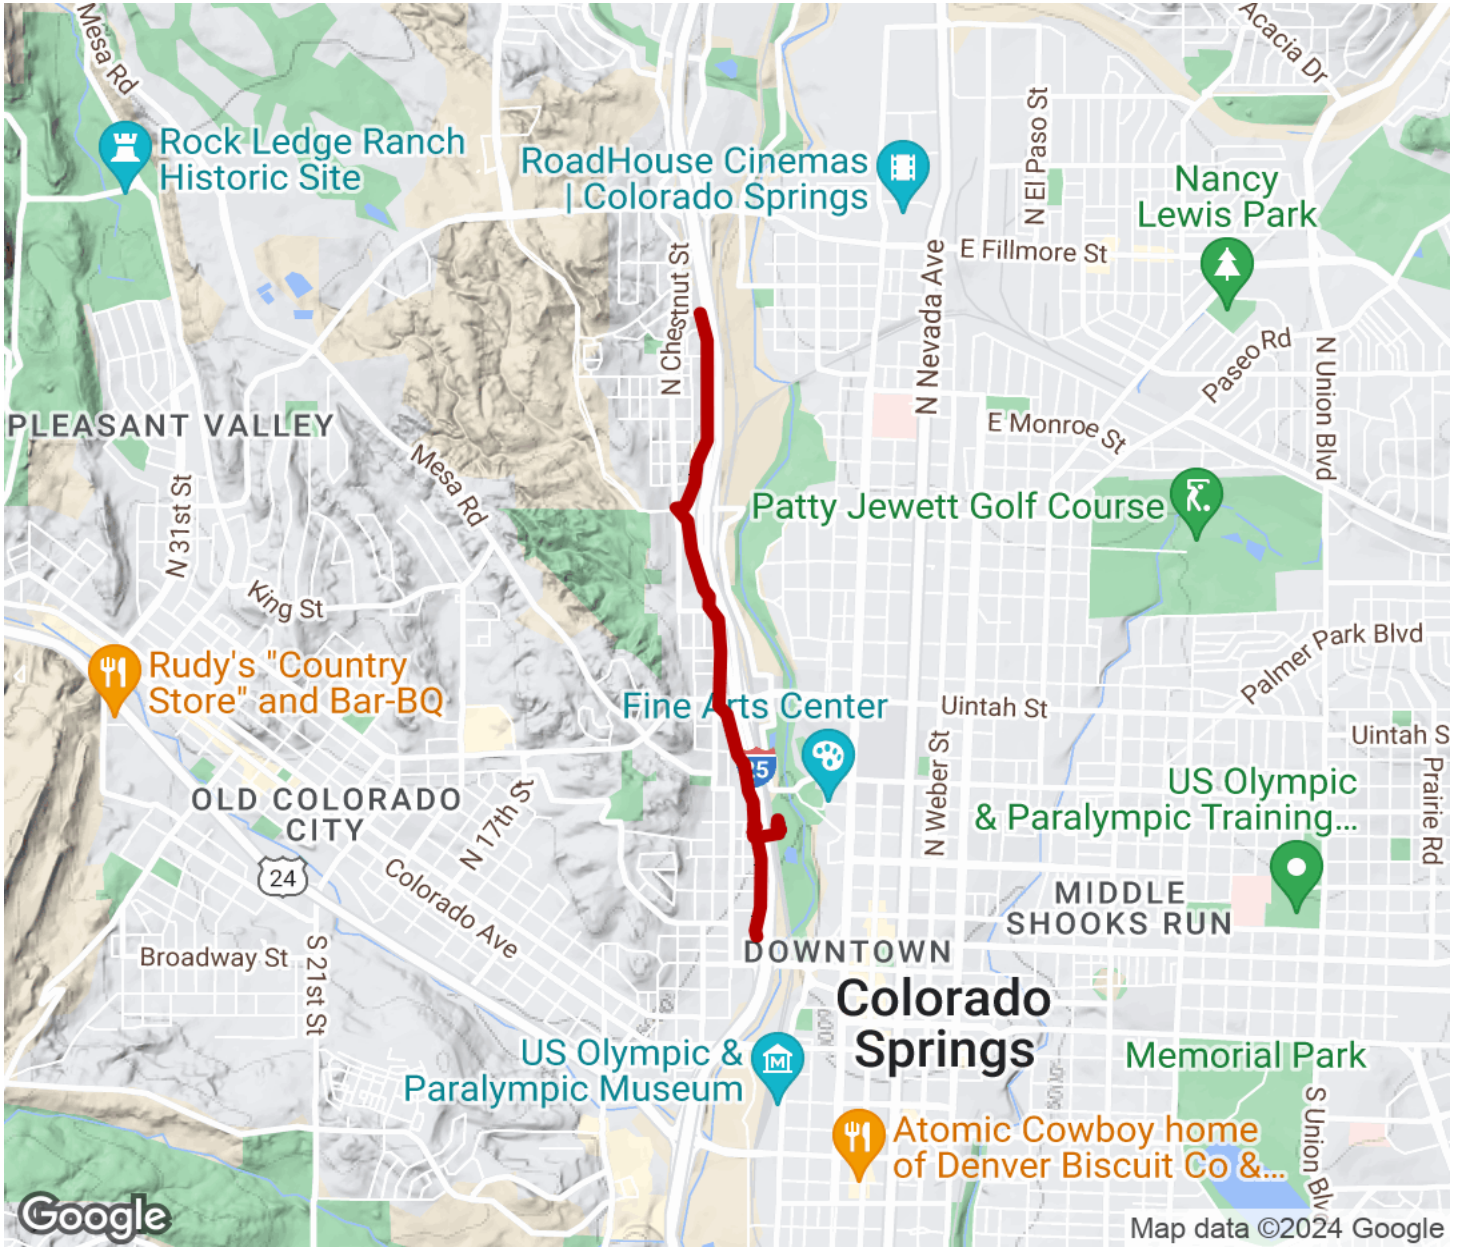 Mesa Rd
Acacia Dr
Rock Ledge Ranch
Historic Site
RoadHouse Cinemas
| Colorado Springs
N El Paso St
Nancy
Lewis Park
E Fillmore St
N Chestnut St
N Nevada Ave
Paseo Rd
N Union Blvd
PLEASANT VALLEY
E Monroe St
Mesa Rd
N 31st St
Patty Jewett Golf Course
King St
Palmer Park Blvd
Rudy's "Country
Store" and Bar-BQ
Fine Arts Center
Uintah St
Uintah S
25
N Weber St
US Olympic
& Paralympic Training...
Prairie Rd
OLD COLORADO
CITY
N 17th St
24
Colorado Ave
MIDDLE
SHOOKS RUN
Broadway St
S 21st St
DOWNTOWN
Colorado
Springs
US Olympic &
Paralympic Museum
Memorial Park
S Union Blvd
Atomic Cowboy home
of Denver Biscuit Co &...
Google
Map data ©2024 Google